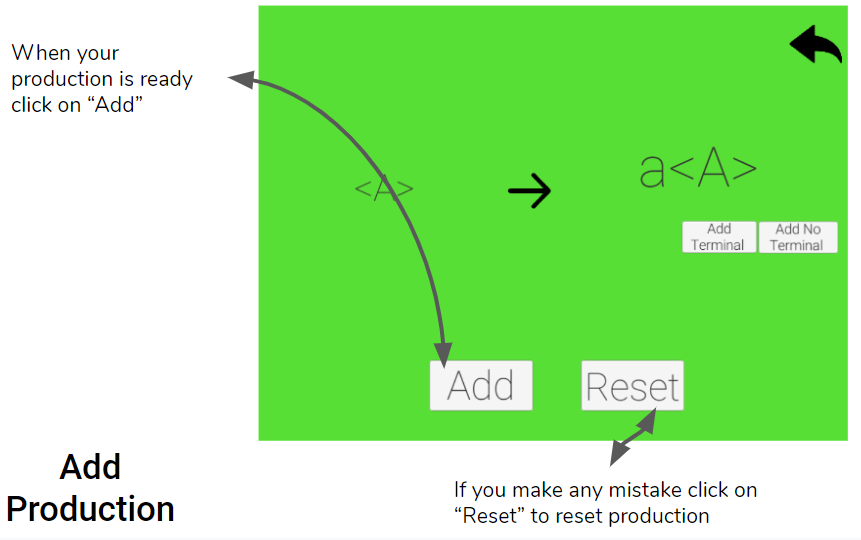 When your
production is ready
click on “Add”
<A>
a<A>
Add
Terminal
Add No
Terminal
Add
Reset
Add
Production
If you make any mistake click on
“Reset” to reset production